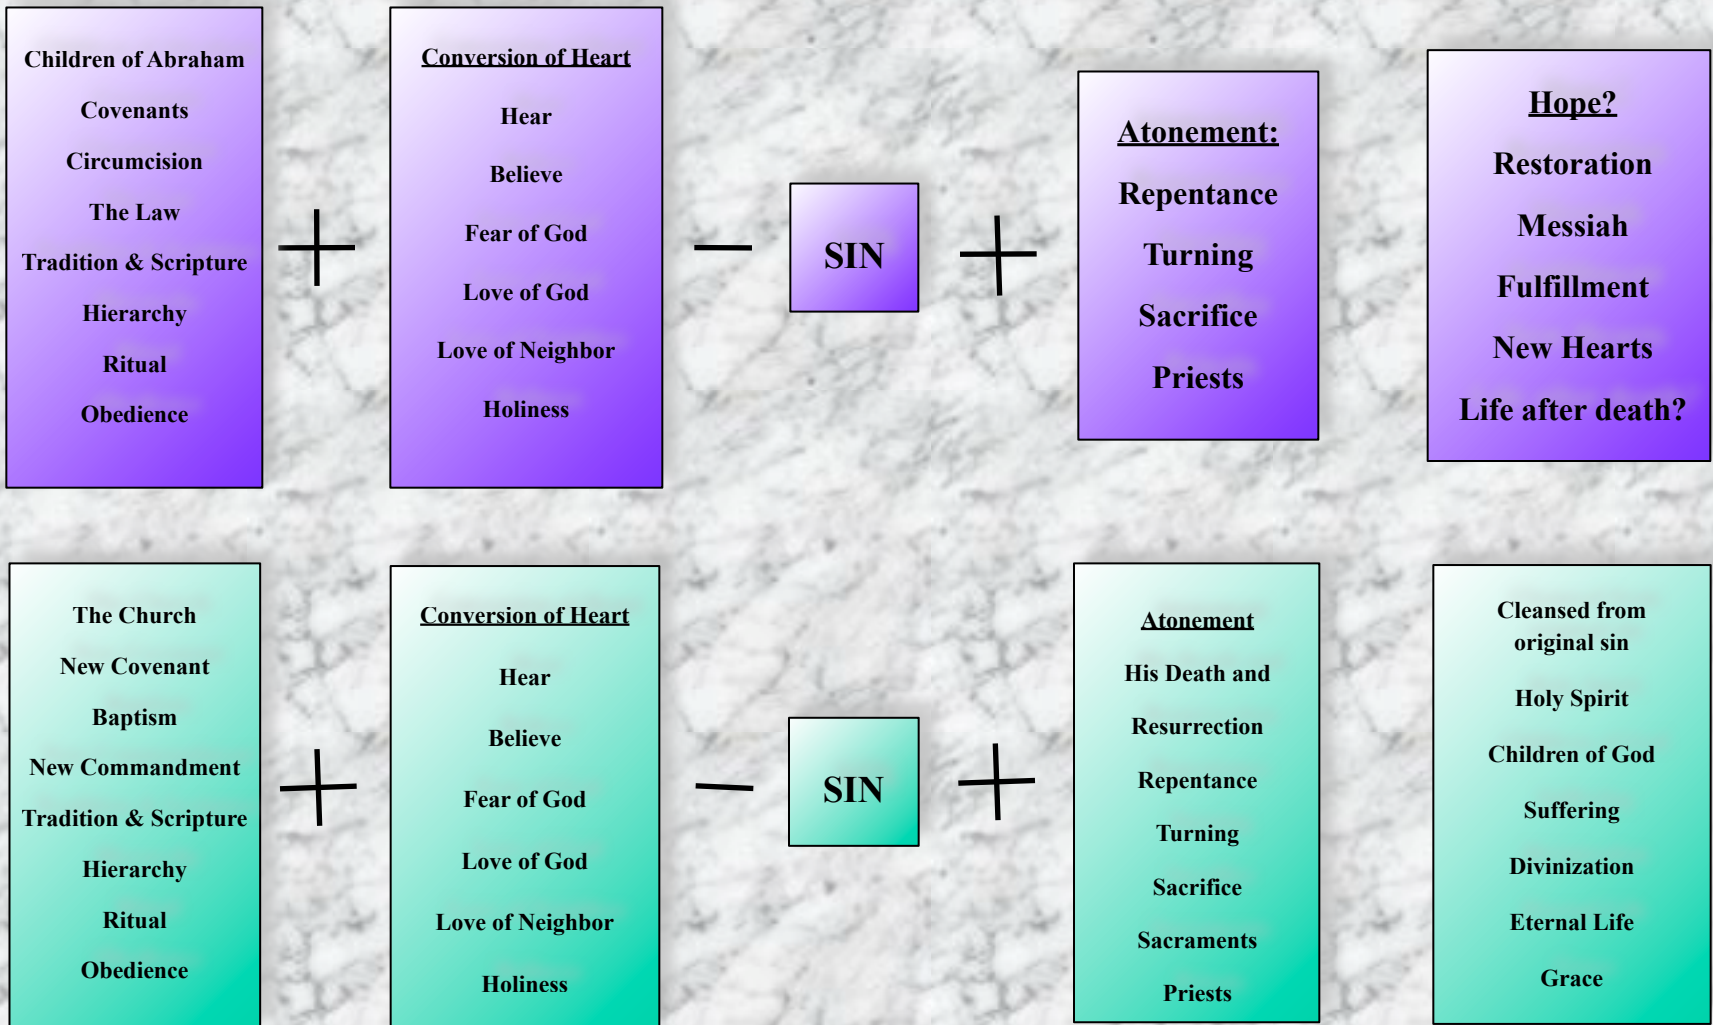 Children of Abraham
Covenants
Circumcision
The Law
Tradition & Scripture
Hierarchy
Ritual
Obedience
+
Conversion of Heart
Hear
Believe
Fear of God
Love of God
Love of Neighbor
Holiness
—
SIN
+
Atonement:
Repentance
Turning
Sacrifice
Priests
Hope?
Restoration
Messiah
Fulfillment
New Hearts
Life after death?
The Church
New Covenant
Baptism
New Commandment
Tradition & Scripture
Hierarchy
Ritual
Obedience
+
Conversion of Heart
Hear
Believe
Fear of God
Love of God
Love of Neighbor
Holiness
—
SIN
+
Atonement
His Death and
Resurrection
Repentance
Turning
Sacrifice
Sacraments
Priests
Cleansed from
original sin
Holy Spirit
Children of God
Suffering
Divinization
Eternal Life
Grace